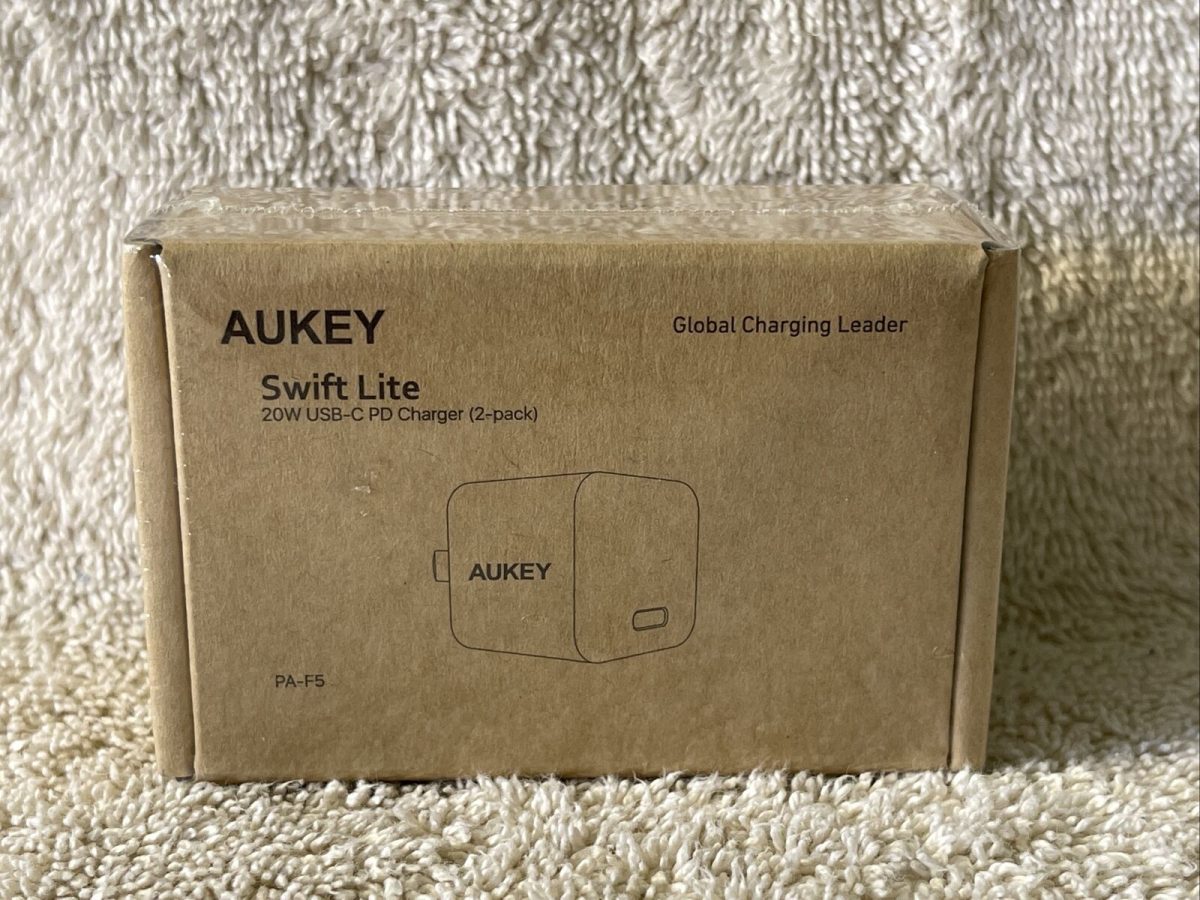 AUKEY
Global Charging Leader
Swift Lite
20W USB-C PD Charger (2-pack)
AUKEY
PA-F5